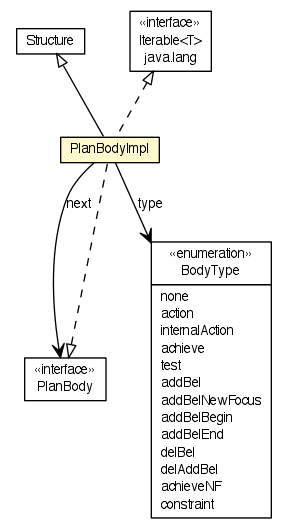 Structure
«interface»
Iterable<T>
java.lang
PlanBodyImpl
next
type
«interface»
PlanBody
«enumeration»
BodyType
none
action
internalAction
achieve
test
addBel
addBelNewFocus
addBelBegin
addBelEnd
delBel
delAddBel
achieveNF
constraint